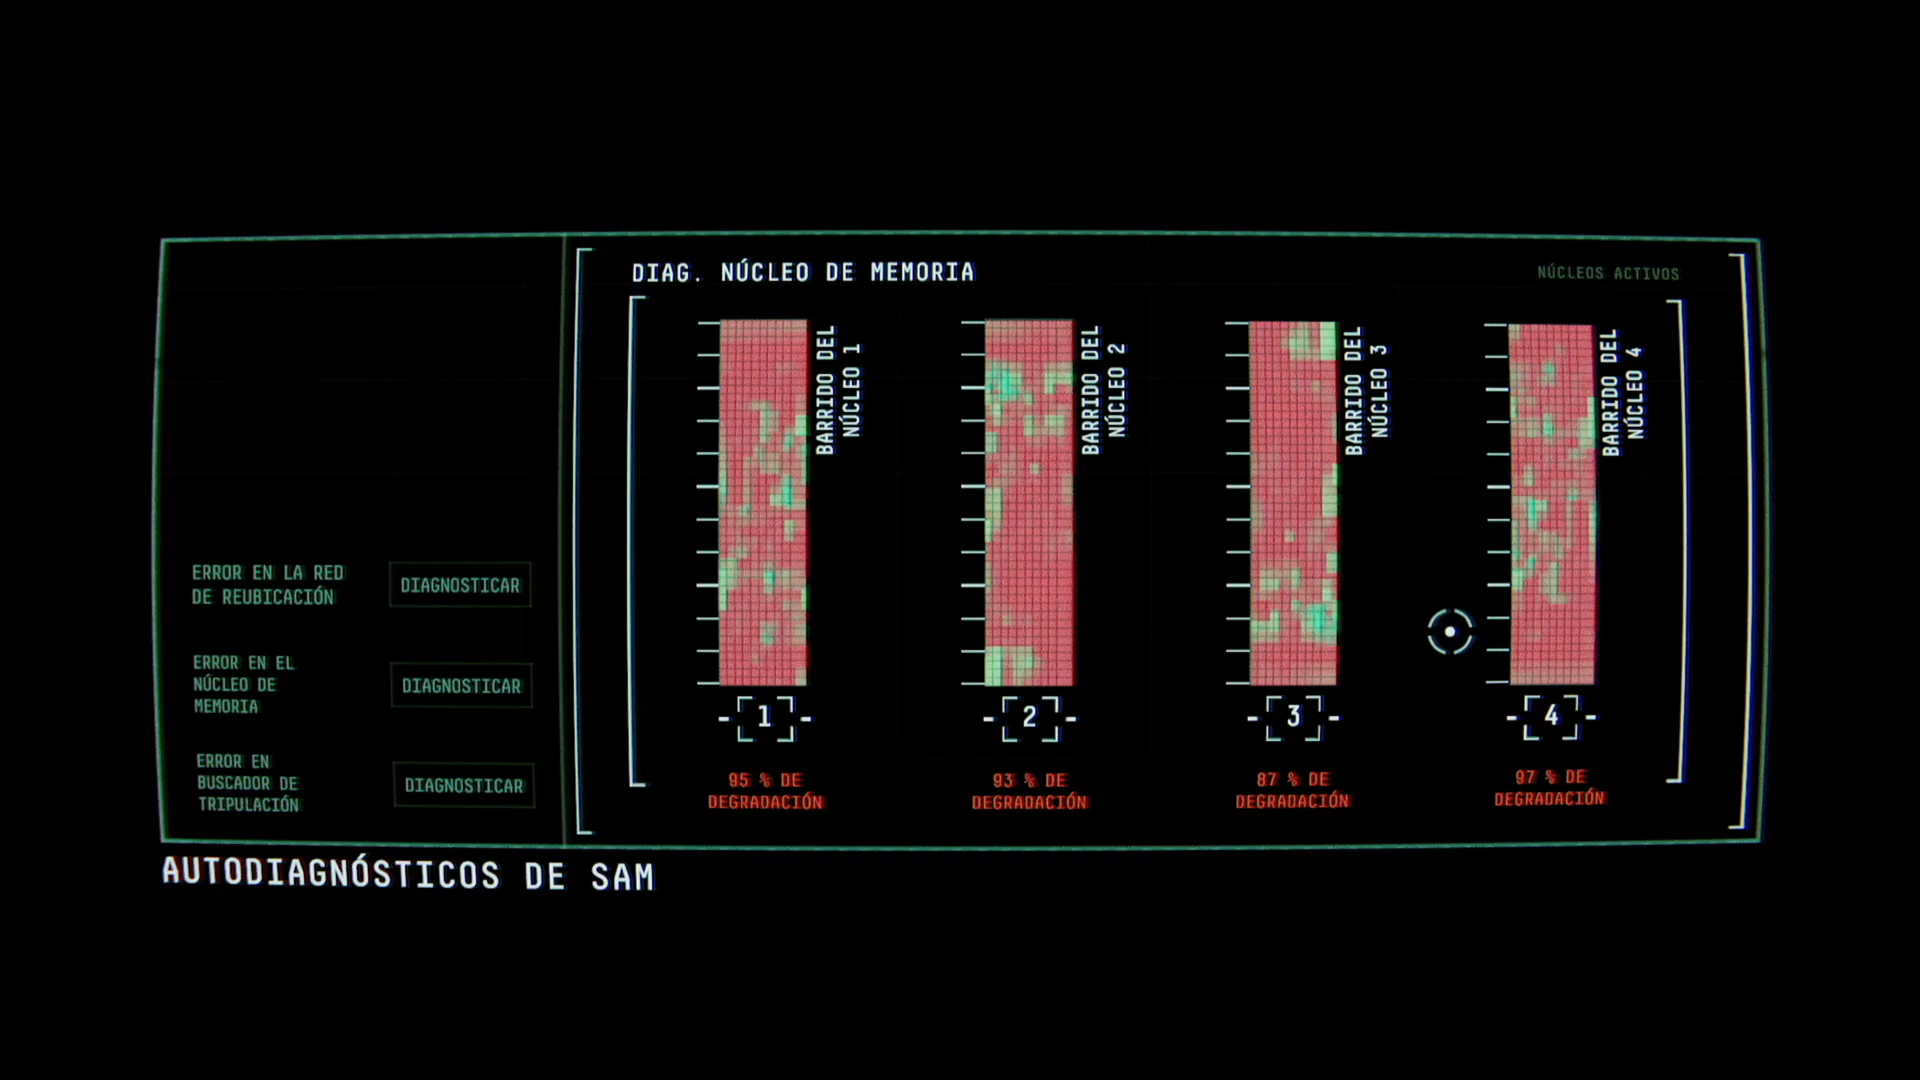 DIAG. NÚCLEO DE MEMORIA
NÚCLEOS ACTIVOS
BARRIDO DEL
NÚCLEO 1
BARRIDO DEL
NÚCLEO 2
BARRIDO DEL
NÚCLEO 3
BARRIDO DEL
NÚCLEO 4
ERROR EN LA RED
DE REUBICACIÓN
DIAGNOSTICAR
ERROR EN EL
NÚCLEO DE
MEMORIA
DIAGNOSTICAR
ERROR EN
BUSCADOR DE
TRIPULACIÓN
DIAGNOSTICAR
1
2
3
4
95 % DE
DEGRADACIÓN
93 % DE
DEGRADACIÓN
87 % DE
DEGRADACIÓN
97 % DE
DEGRADACIÓN
AUTODIAGNÓSTICOS DE SAM